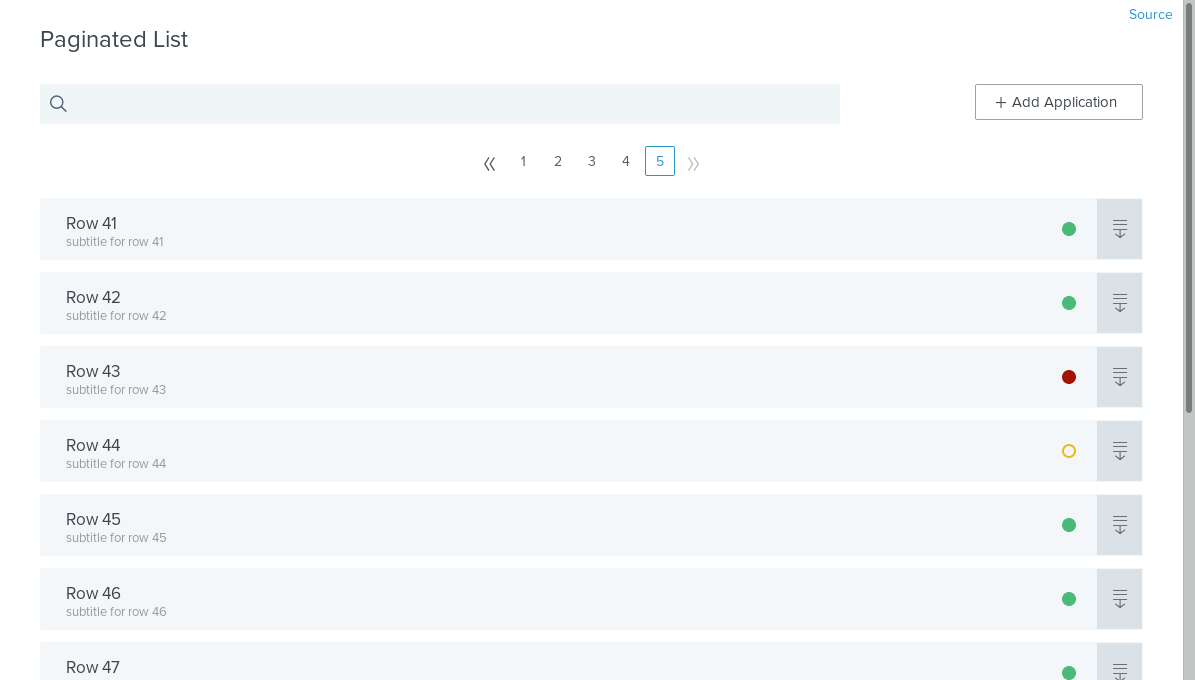 Source
Paginated List
+ Add Application
« 1 2 3 4 5 »
Row 41
subtitle for row 41
Row 42
subtitle for row 42
Row 43
subtitle for row 43
Row 44
subtitle for row 44
Row 45
subtitle for row 45
Row 46
subtitle for row 46
Row 47